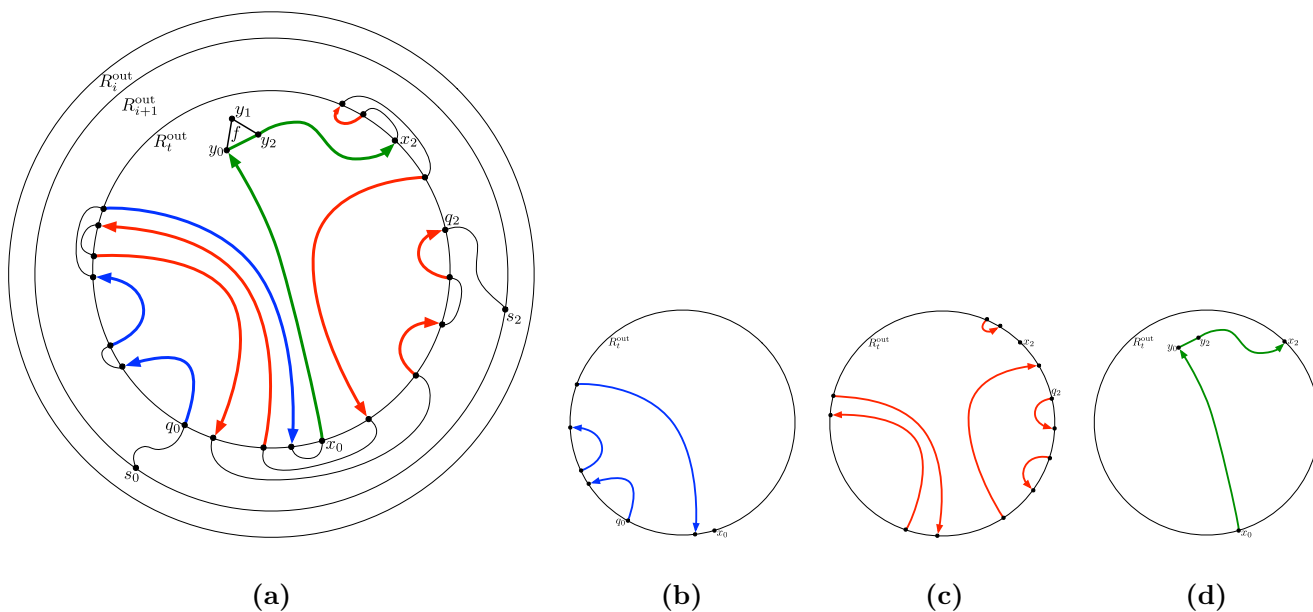 R_i^out
R_{i+1}^out
R_t^out
y_1
f
y_0
y_2
x_2
q_2
s_2
q_0
x_0
s_0
(a)
R_t^out
q_0
x_0
(b)
R_t^out
x_2
q_2
(c)
R_t^out
y_0
y_2
x_2
x_0
(d)